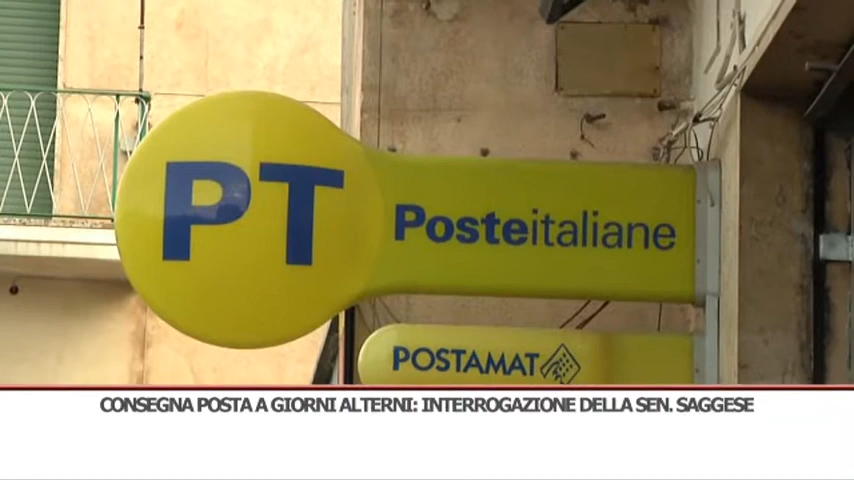 PT
Posteitaliane
POSTAMAT
CONSEGNA POSTA A GIORNI ALTERNI: INTERROGAZIONE DELLA SEN. SAGGESE